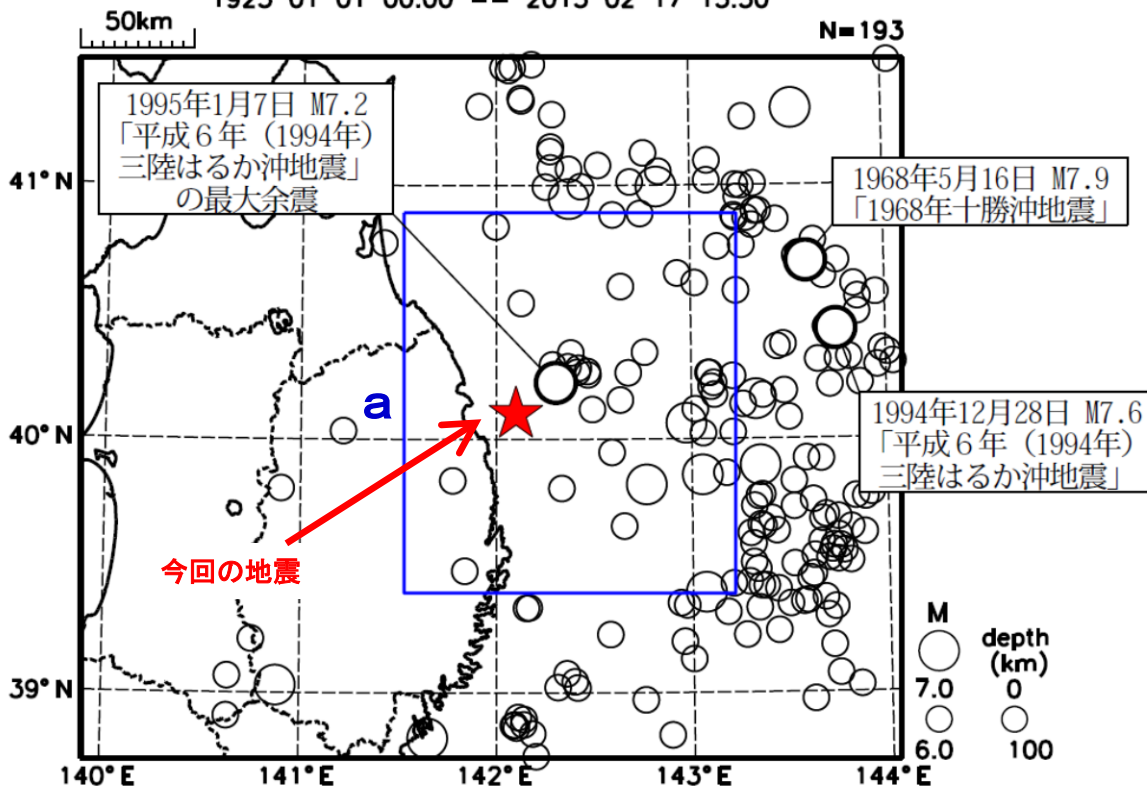 50km
N=193
1995年1月7日 M7.2
「平成6年（1994年）
三陸はるか沖地震」
の最大余震
41°N
1968年5月16日 M7.9
「1968年十勝沖地震」
a
40°N
1994年12月28日 M7.6
「平成6年（1994年）
三陸はるか沖地震」
今回の地震
M
depth
(km)
39°N
7.0
0
6.0
100
140°E
141°E
142°E
143°E
144°E